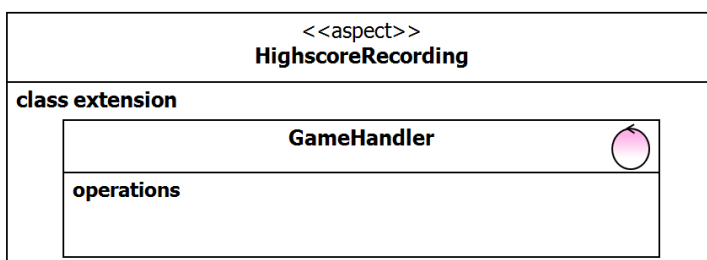 <<aspect>>
HighscoreRecording
class extension
GameHandler
operations